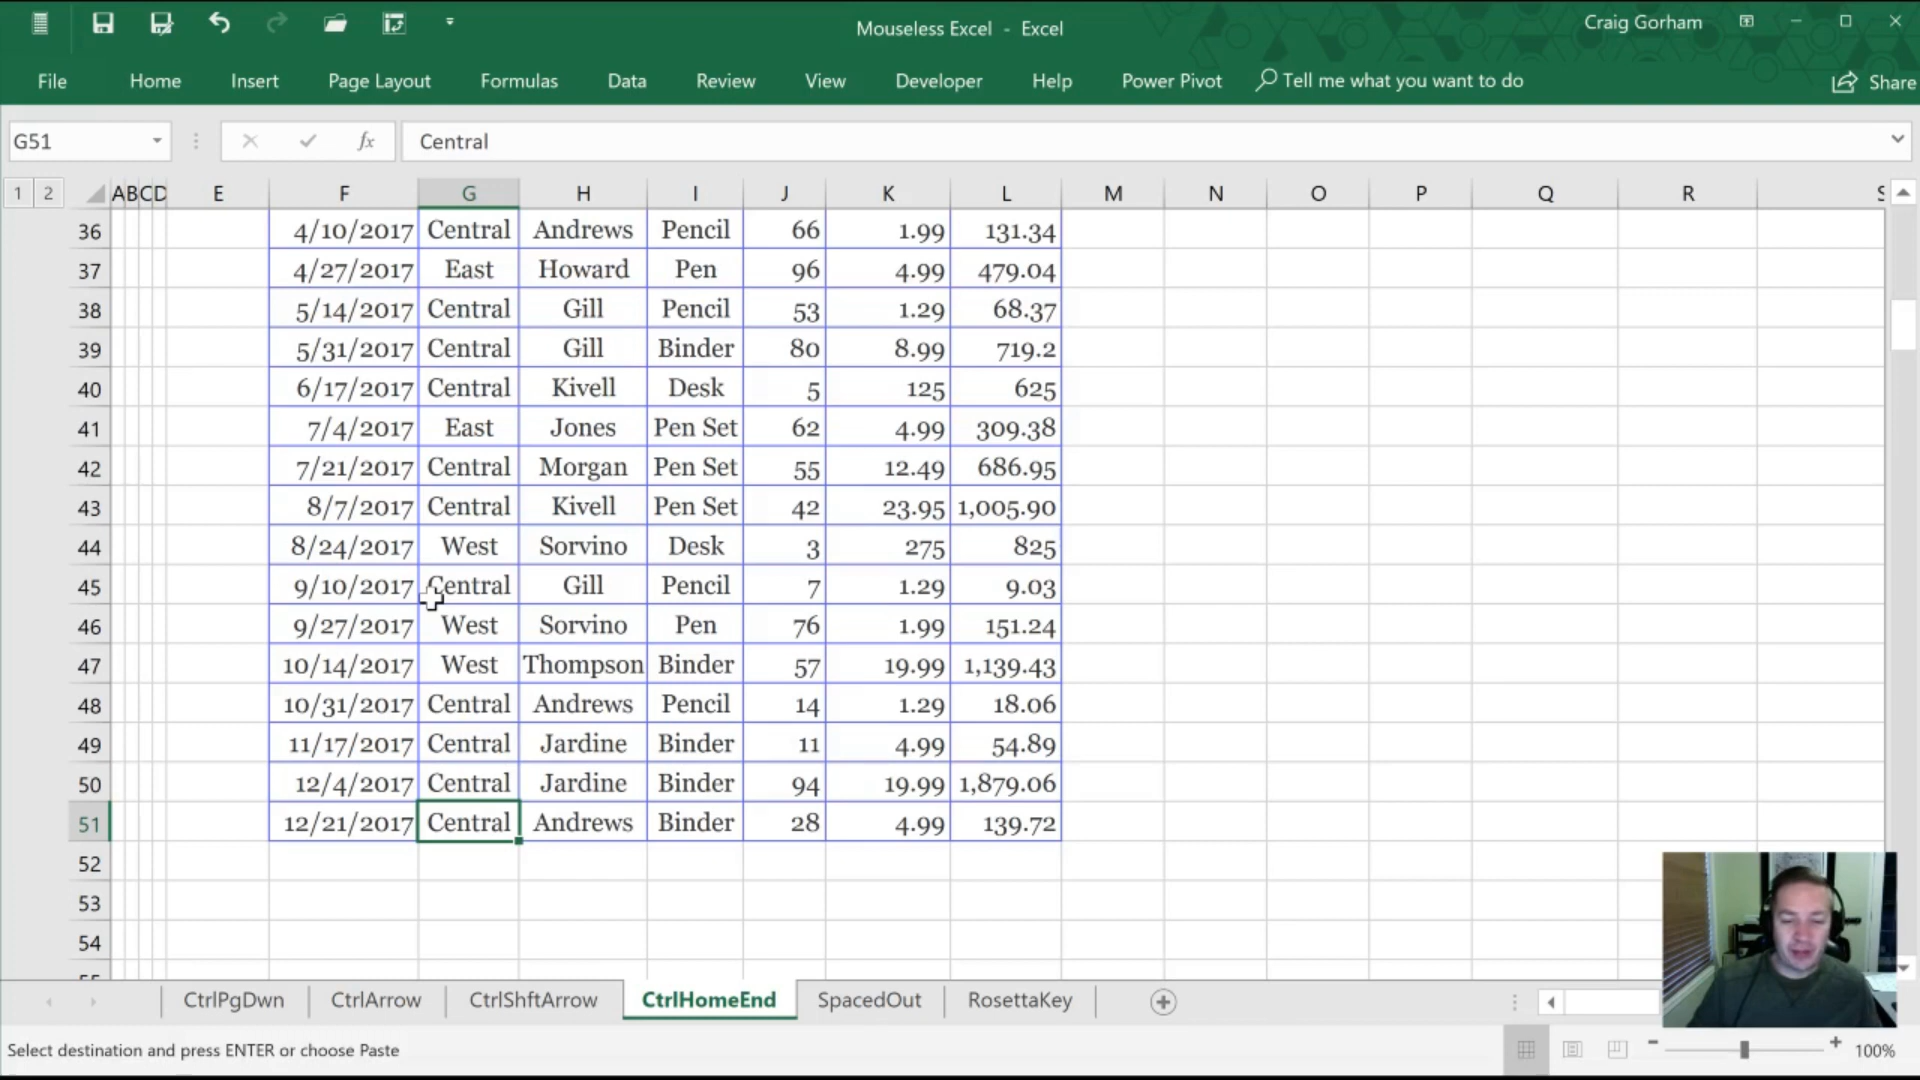 Mouseless Excel - Excel
Craig Gorham
File Home Insert Page Layout Formulas Data Review View Developer Help Power Pivot Tell me what you want to do Share
G51 fx Central
1 2 A B C D E F G H I J K L M N O P Q R S
36 4/10/2017 Central Andrews Pencil 66 1.99 131.34
37 4/27/2017 East Howard Pen 96 4.99 479.04
38 5/14/2017 Central Gill Pencil 53 1.29 68.37
39 5/31/2017 Central Gill Binder 80 8.99 719.2
40 6/17/2017 Central Kivell Desk 5 125 625
41 7/4/2017 East Jones Pen Set 62 4.99 309.38
42 7/21/2017 Central Morgan Pen Set 55 12.49 686.95
43 8/7/2017 Central Kivell Pen Set 42 23.95 1,005.90
44 8/24/2017 West Sorvino Desk 3 275 825
45 9/10/2017 Central Gill Pencil 7 1.29 9.03
46 9/27/2017 West Sorvino Pen 76 1.99 151.24
47 10/14/2017 West Thompson Binder 57 19.99 1,139.43
48 10/31/2017 Central Andrews Pencil 14 1.29 18.06
49 11/17/2017 Central Jardine Binder 11 4.99 54.89
50 12/4/2017 Central Jardine Binder 94 19.99 1,879.06
51 12/21/2017 Central Andrews Binder 28 4.99 139.72
52
53
54
55
CtrlPgDwn CtrlArrow CtrlShftArrow CtrlHomeEnd SpacedOut RosettaKey
Select destination and press ENTER or choose Paste
100%